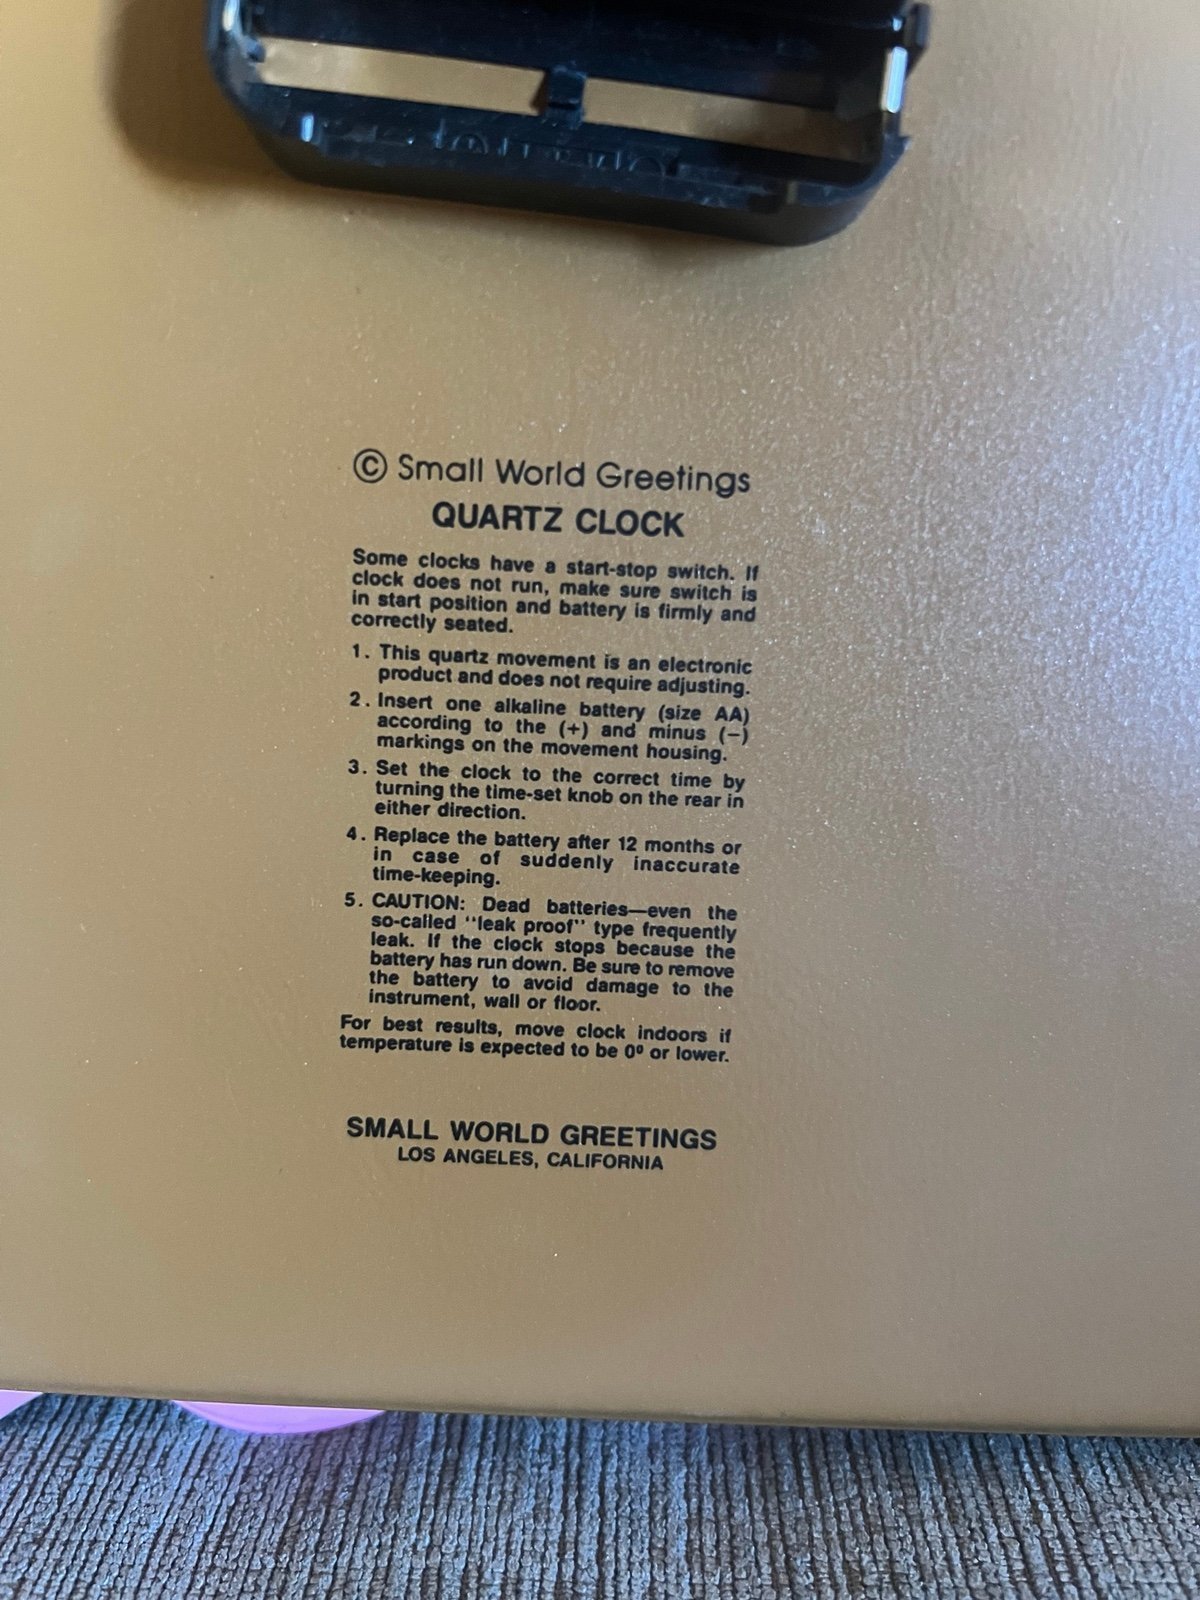 © Small World Greetings
QUARTZ CLOCK
Some clocks have a start-stop switch. If
clock does not run, make sure switch is
in start position and battery is firmly and
correctly seated.
1. This quartz movement is an electronic
product and does not require adjusting.
2. Insert one alkaline battery (size AA)
according to the (+) and minus (−)
markings on the movement housing.
3. Set the clock to the correct time by
turning the time-set knob on the rear in
either direction.
4. Replace the battery after 12 months or
in case of suddenly inaccurate
time-keeping.
5. CAUTION: Dead batteries—even the
so-called "leak proof" type frequently
leak. If the clock stops because the
battery has run down. Be sure to remove
the battery to avoid damage to the
instrument, wall or floor.
For best results, move clock indoors if
temperature is expected to be 0º or lower.
SMALL WORLD GREETINGS
LOS ANGELES, CALIFORNIA